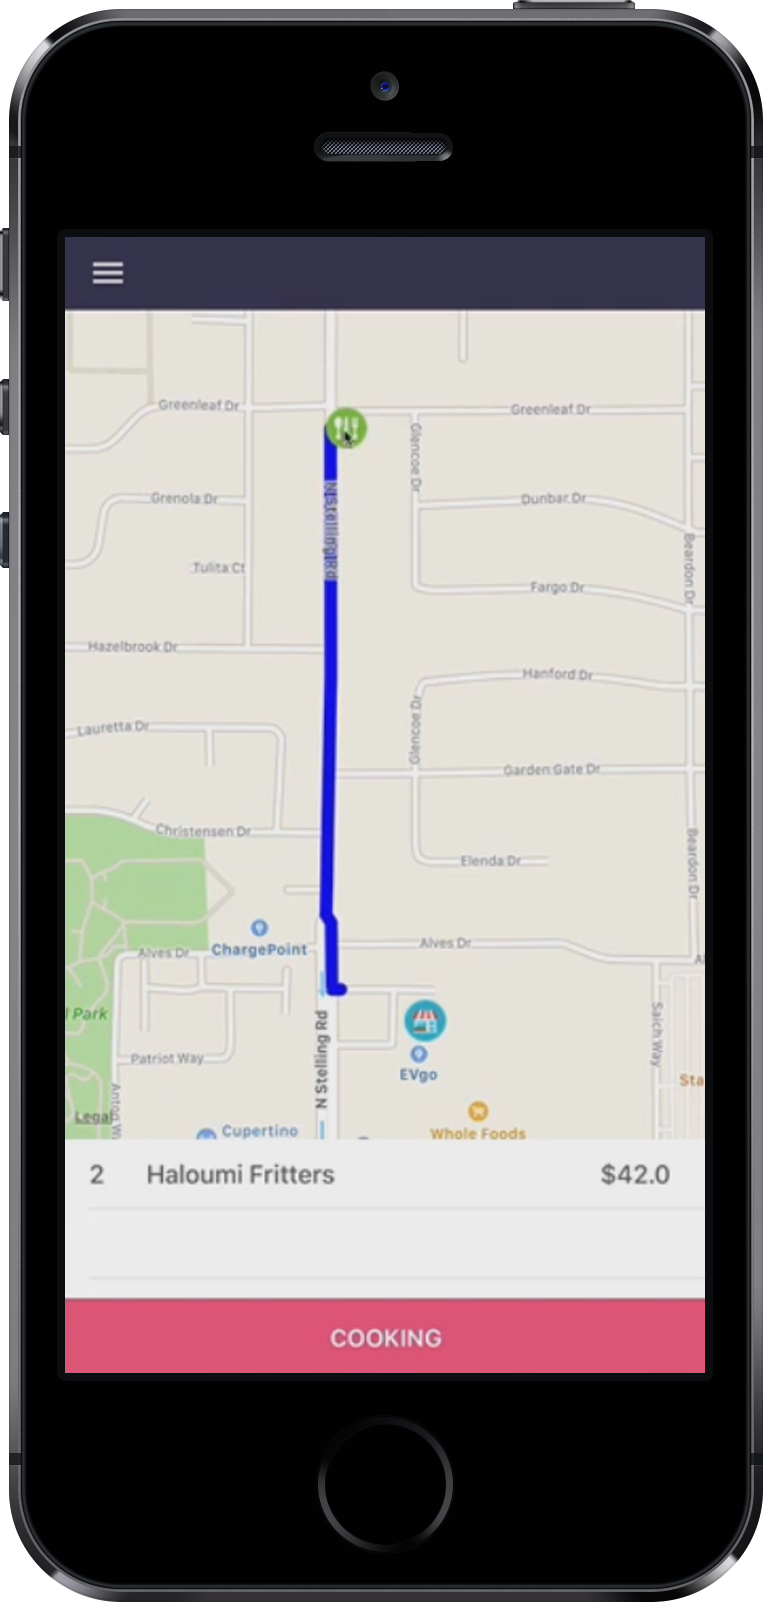 Greenleaf Dr
Greenleaf Dr
Glencoe Dr
Grenola Dr
N Stelling Rd
Dunbar Dr
Beardon Dr
Tulita Ct
Fargo Dr
Hazelbrook Dr
Hanford Dr
Glencoe Dr
Lauretta Dr
Garden Gate Dr
Christensen Dr
Beardon Dr
Elenda Dr
ChargePoint
Alves Dr
Alves Dr
Al
l Park
N Stelling Rd
Saich Way
Patriot Way
EVgo
Sta
Anton W
Legal
Cupertino
Whole Foods
2 Haloumi Fritters $42.0
COOKING